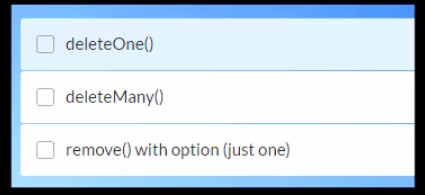 deleteOne()
deleteMany()
remove() with option (just one)